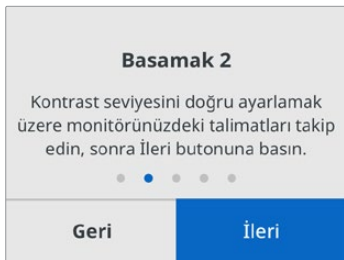 Basamak 2
Kontrast seviyesini doğru ayarlamak
üzere monitörünüzdeki talimatları takip
edin, sonra İleri butonuna basın.
Geri
İleri